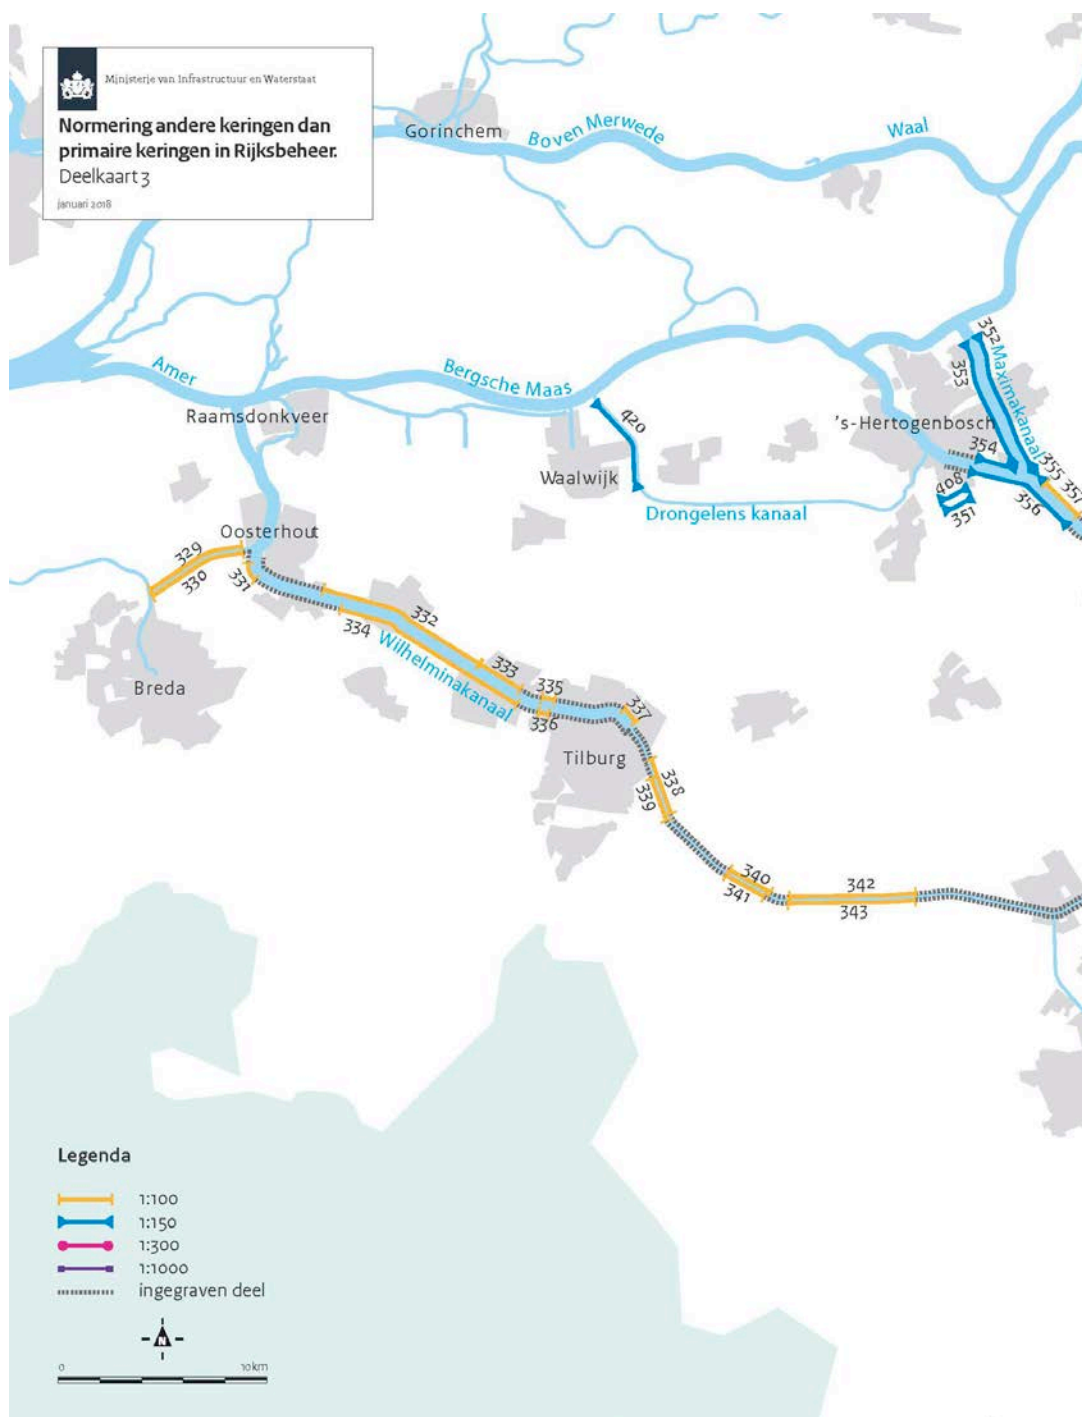 Ministerie van Infrastructuur en Waterstaat
Normering andere keringen dan
primaire keringen in Rijksbeheer.
Deelkaart 3
januari 2018
Gorinchem
Boven Merwede
Waal
Amer
Bergsche Maas
Raamsdonkveer
420
Waalwijk
Drongelens kanaal
's-Hertogenbosch
352
353
Maximakanaal
354
355
357
408
351
356
Oosterhout
329
330
331
332
334
333
Wilhelminakanaal
335
336
337
Breda
Tilburg
338
339
340
341
342
343
Legenda
1:100
1:150
1:300
1:1000
ingegraven deel
N
0 10 km